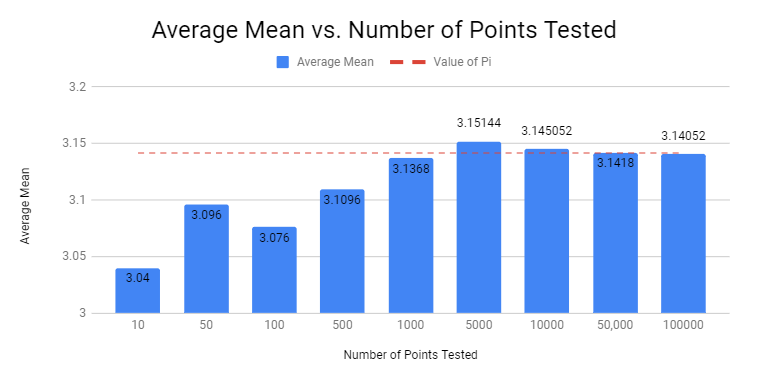 Average Mean vs. Number of Points Tested
Average Mean Value of Pi
3.2
3.15
3.1
3.05
3
Average Mean
3.04
3.096
3.076
3.1096
3.1368
3.15144
3.145052
3.1418
3.14052
10 50 100 500 1000 5000 10000 50,000 100000
Number of Points Tested